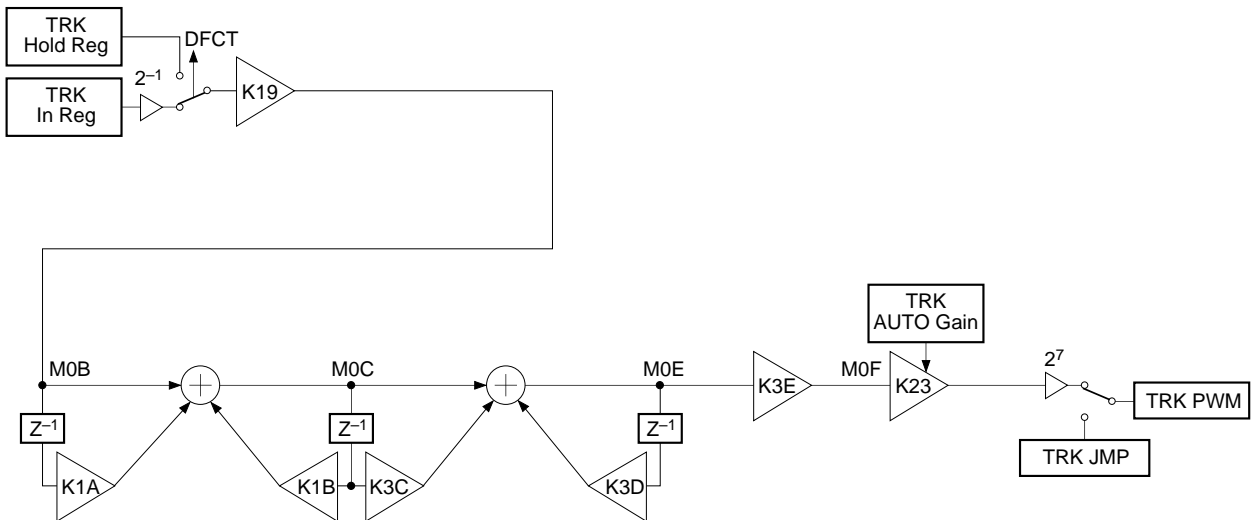 TRK
Hold Reg
DFCT
2⁻¹
K19
TRK
In Reg
TRK
AUTO Gain
M0B
M0C
M0E
K3E
M0F
K23
2⁷
TRK PWM
Z⁻¹
Z⁻¹
Z⁻¹
TRK JMP
K1A
K1B
K3C
K3D